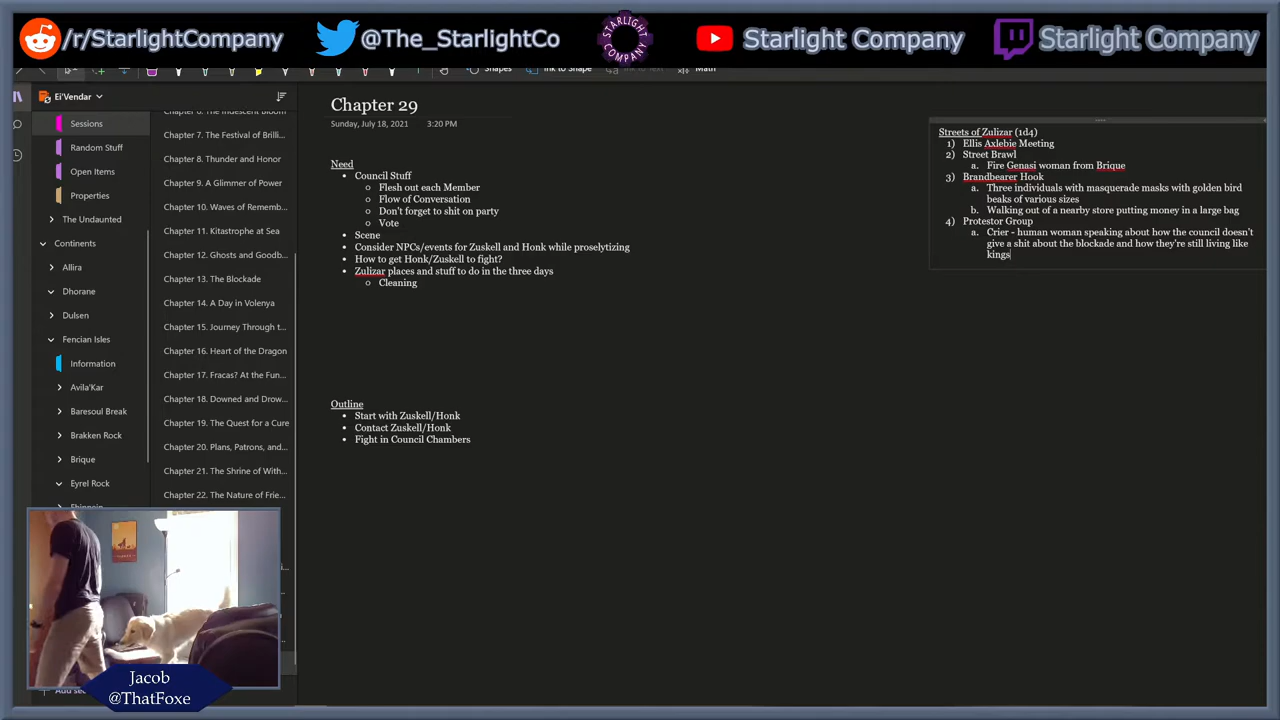 /r/StarlightCompany
@The_StarlightCo
STARLIGHT COMPANY
Starlight Company
Starlight Company
Shapes
Ink to Shape
Math
Ei'Vendar
Sessions
Random Stuff
Open Items
Properties
The Undaunted
Continents
Allira
Dhorane
Dulsen
Fencian Isles
Information
Avila'Kar
Baresoul Break
Brakken Rock
Brique
Eyrel Rock
Chapter 7. The Festival of Brilli...
Chapter 8. Thunder and Honor
Chapter 9. A Glimmer of Power
Chapter 10. Waves of Rememb...
Chapter 11. Kitastrophe at Sea
Chapter 12. Ghosts and Goodb...
Chapter 13. The Blockade
Chapter 14. A Day in Volenya
Chapter 15. Journey Through t...
Chapter 16. Heart of the Dragon
Chapter 17. Fracas? At the Fun...
Chapter 18. Downed and Drow...
Chapter 19. The Quest for a Cure
Chapter 20. Plans, Patrons, and...
Chapter 21. The Shrine of With...
Chapter 22. The Nature of Frie...
Chapter 29
Sunday, July 18, 2021 3:20 PM
Need
• Council Stuff
○ Flesh out each Member
○ Flow of Conversation
○ Don't forget to shit on party
○ Vote
• Scene
• Consider NPCs/events for Zuskell and Honk while proselytizing
• How to get Honk/Zuskell to fight?
• Zulizar places and stuff to do in the three days
○ Cleaning
Outline
• Start with Zuskell/Honk
• Contact Zuskell/Honk
• Fight in Council Chambers
Streets of Zulizar (1d4)
1) Ellis Axlebie Meeting
2) Street Brawl
a. Fire Genasi woman from Brique
3) Brandbearer Hook
a. Three individuals with masquerade masks with golden bird
beaks of various sizes
b. Walking out of a nearby store putting money in a large bag
4) Protestor Group
a. Crier - human woman speaking about how the council doesn't
give a shit about the blockade and how they're still living like
kings
Jacob
@ThatFoxe